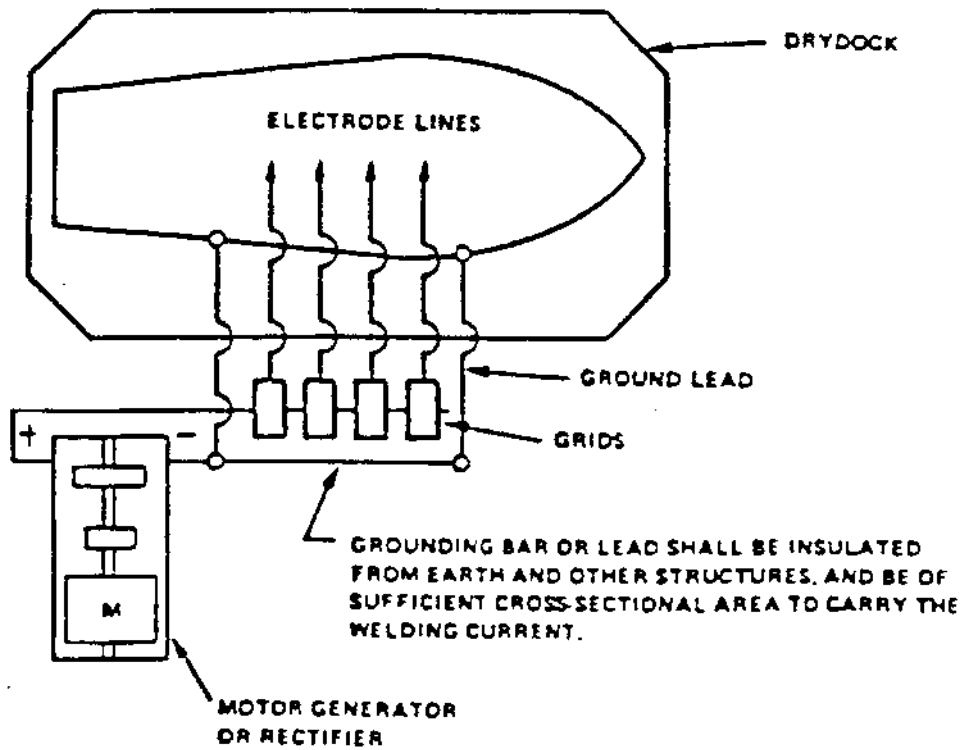 DRYDOCK
ELECTRODE LINES
GROUND LEAD
GRIDS
+ −
GROUNDING BAR OR LEAD SHALL BE INSULATED
FROM EARTH AND OTHER STRUCTURES, AND BE OF
SUFFICIENT CROSS-SECTIONAL AREA TO CARRY THE
WELDING CURRENT.
M
MOTOR GENERATOR
OR RECTIFIER